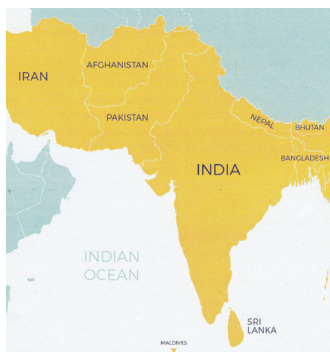 IRAN
AFGHANISTAN
PAKISTAN
NEPAL
BHUTAN
BANGLADESH
INDIA
INDIAN
OCEAN
SRI
LANKA
MALDIVES